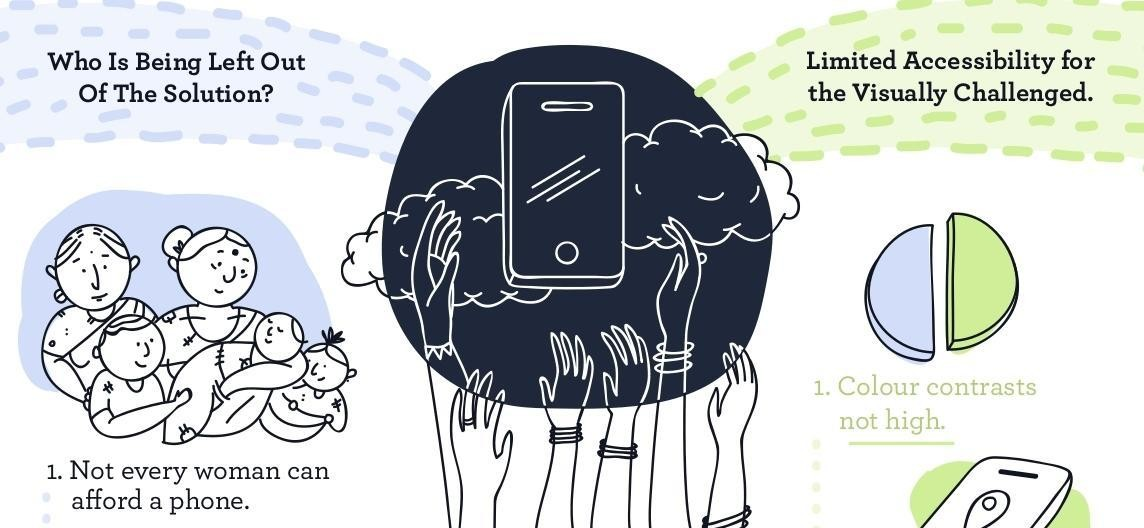 Who Is Being Left Out
Of The Solution?
1. Not every woman can
afford a phone.
Limited Accessibility for
the Visually Challenged.
1. Colour contrasts
not high.